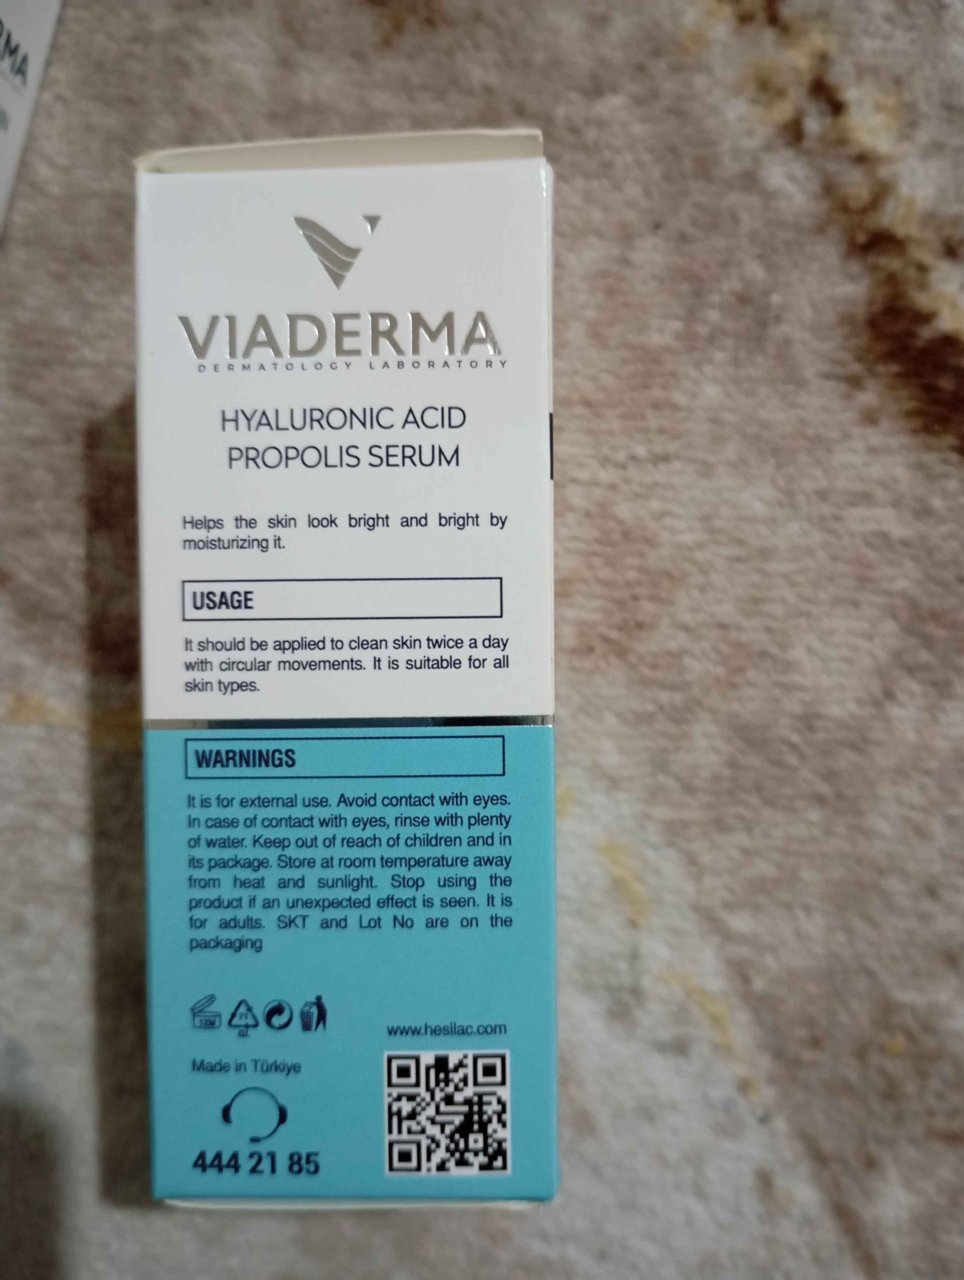 RMA
VIADERMA
DERMATOLOGY LABORATORY
HYALURONIC ACID
PROPOLIS SERUM
Helps the skin look bright and bright by
moisturizing it.
USAGE
It should be applied to clean skin twice a day
with circular movements. It is suitable for all
skin types.
WARNINGS
It is for external use. Avoid contact with eyes.
In case of contact with eyes, rinse with plenty
of water. Keep out of reach of children and in
its package. Store at room temperature away
from heat and sunlight. Stop using the
product if an unexpected effect is seen. It is
for adults. SKT and Lot No are on the
packaging
www.hesilac.com
Made in Türkiye
444 21 85